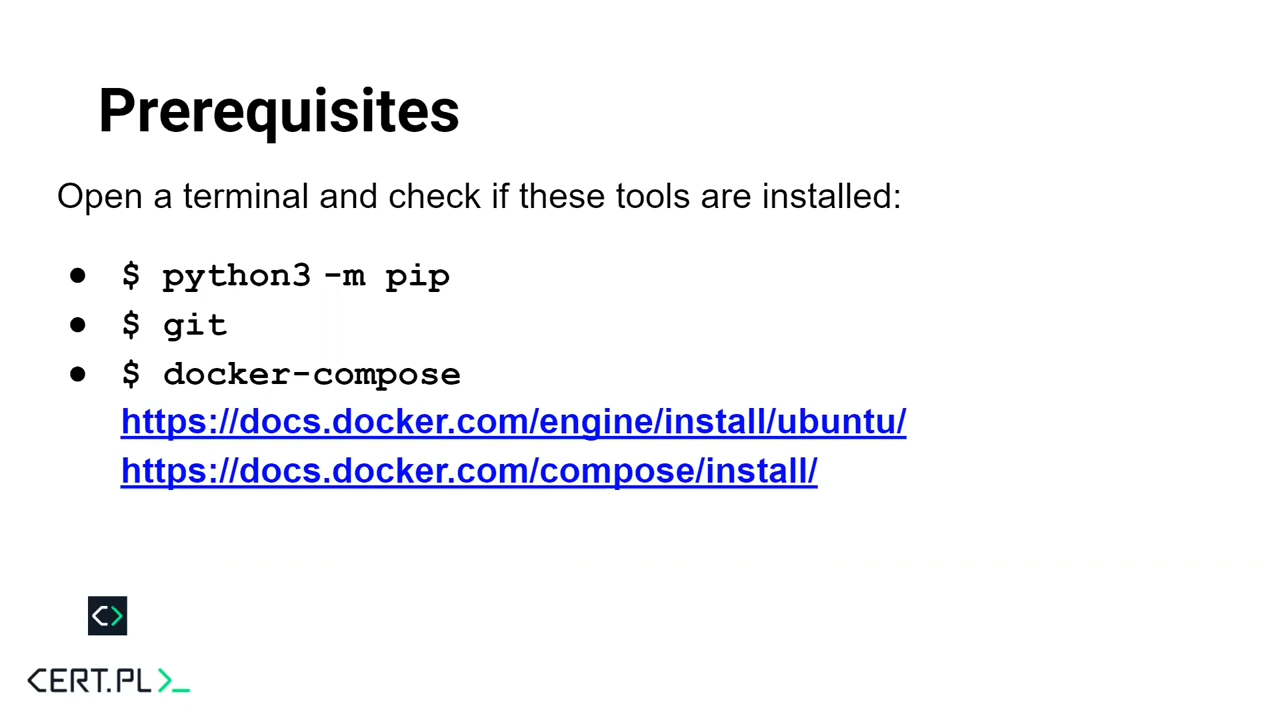 Prerequisites
Open a terminal and check if these tools are installed:
● $ python3 -m pip
● $ git
● $ docker-compose
https://docs.docker.com/engine/install/ubuntu/
https://docs.docker.com/compose/install/
<>
<ERT.PL>_